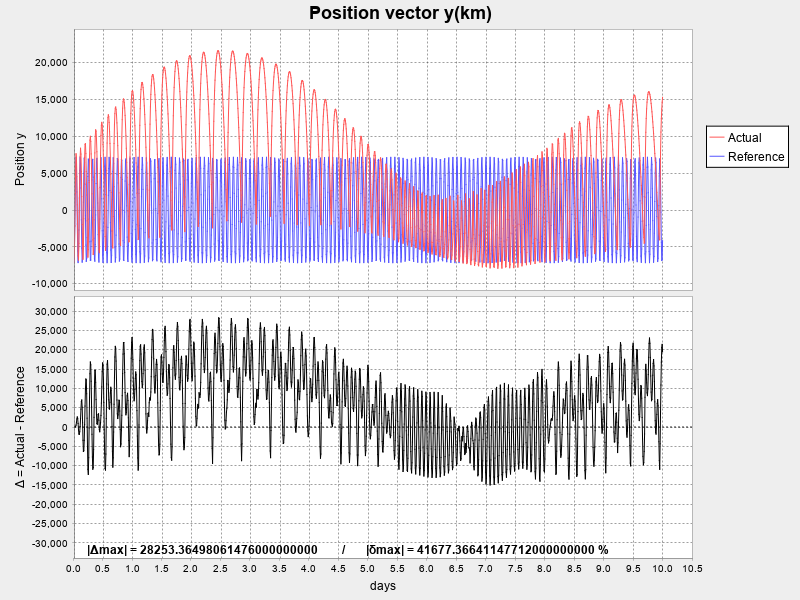 Position vector y(km)
Position y
20,000
15,000
10,000
5,000
0
-5,000
-10,000
Actual
Reference
Δ = Actual - Reference
30,000
25,000
20,000
15,000
10,000
5,000
0
-5,000
-10,000
-15,000
-20,000
-25,000
-30,000
|Δmax| = 28253.36498061476000000000 / |δmax| = 41677.36641147712000000000 %
0.0 0.5 1.0 1.5 2.0 2.5 3.0 3.5 4.0 4.5 5.0 5.5 6.0 6.5 7.0 7.5 8.0 8.5 9.0 9.5 10.0 10.5
days